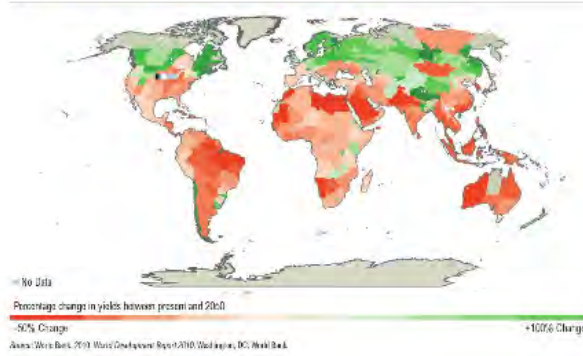 No Data
Percentage change in yields between present and 2050
-50% Change
+100% Change
Source: World Bank. 2010. World Development Report 2010. Washington, DC: World Bank.